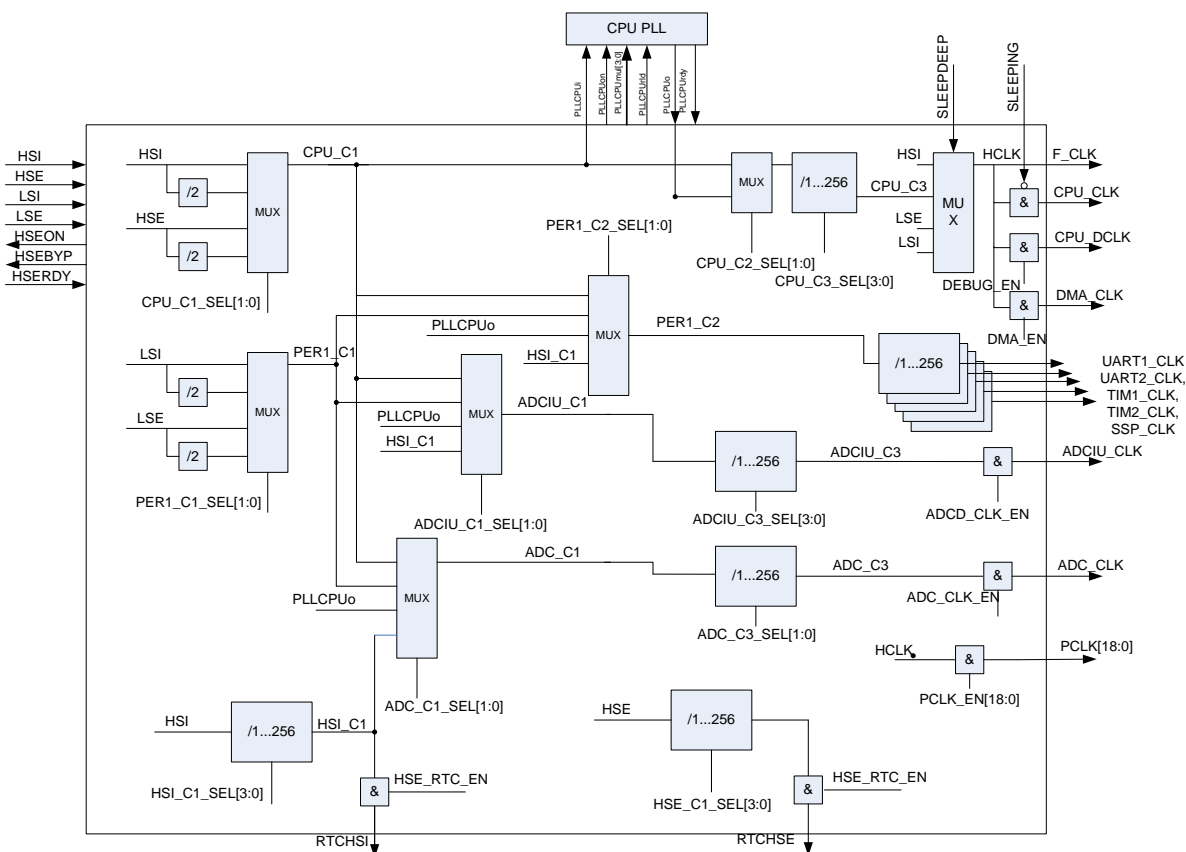 CPU PLL
PLLCPUi
PLLCPUon
PLLCPUmul[3:0]
PLLCPUrld
PLLCPUo
PLLCPUrdy
SLEEPDEEP
SLEEPING
HSI
HSE
LSI
LSE
HSEON
HSEBYP
HSERDY
HSI
/2
HSE
/2
MUX
CPU_C1
CPU_C1_SEL[1:0]
MUX
CPU_C2_SEL[1:0]
/1...256
CPU_C3
CPU_C3_SEL[3:0]
HSI
LSE
LSI
MU
X
HCLK
F_CLK
&
CPU_CLK
&
CPU_DCLK
DEBUG_EN
&
DMA_CLK
DMA_EN
PER1_C2_SEL[1:0]
PLLCPUo
HSI_C1
MUX
PER1_C2
/1...256
UART1_CLK
UART2_CLK,
TIM1_CLK,
TIM2_CLK,
SSP_CLK
LSI
/2
LSE
/2
MUX
PER1_C1
PER1_C1_SEL[1:0]
PLLCPUo
HSI_C1
MUX
ADCIU_C1
ADCIU_C1_SEL[1:0]
/1...256
ADCIU_C3
ADCIU_C3_SEL[3:0]
&
ADCIU_CLK
ADCD_CLK_EN
PLLCPUo
MUX
ADC_C1
ADC_C1_SEL[1:0]
/1...256
ADC_C3
ADC_C3_SEL[1:0]
&
ADC_CLK
ADC_CLK_EN
HCLK
&
PCLK[18:0]
PCLK_EN[18:0]
HSI
/1...256
HSI_C1
HSI_C1_SEL[3:0]
&
HSE_RTC_EN
RTCHSI
HSE
/1...256
HSE_C1_SEL[3:0]
&
HSE_RTC_EN
RTCHSE